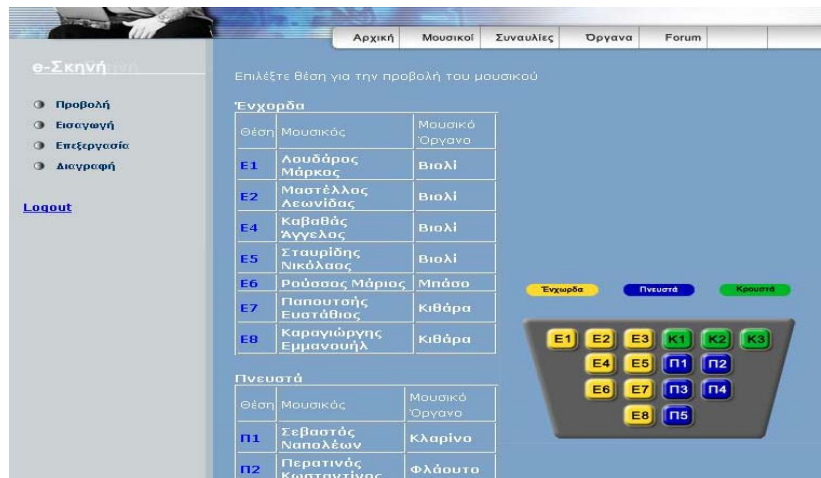 Αρχική Μουσικοί Συναυλίες Όργανα Forum
e-Σκηνή
Προβολή
Εισαγωγή
Επεξεργασία
Διαγραφή
Logout
Επιλέξτε θέση για την προβολή του μουσικού
Ένχορδα
Θέση Μουσικός Μουσικό Όργανο
E1 Λουδάρος Μάρκος Βιολί
E2 Μαστέλλος Λεωνίδας Βιολί
E4 Καβαθάς Άγγελος Βιολί
E5 Σταυρίδης Νικόλαος Βιολί
E6 Ρούσσος Μάριος Μπάσο
E7 Παπουτσής Ευστάθιος Κιθάρα
E8 Καραγιώργης Εμμανουήλ Κιθάρα
Πνευστά
Θέση Μουσικός Μουσικό Όργανο
Π1 Σεβαστός Ναπολέων Κλαρίνο
Π2 Περατινός Κωσταντίνος Φλάουτο
Ένχωρδα Πνευστά Κρουστά
E1 E2 E3 K1 K2 K3
E4 E5 Π1 Π2
E6 E7 Π3 Π4
E8 Π5